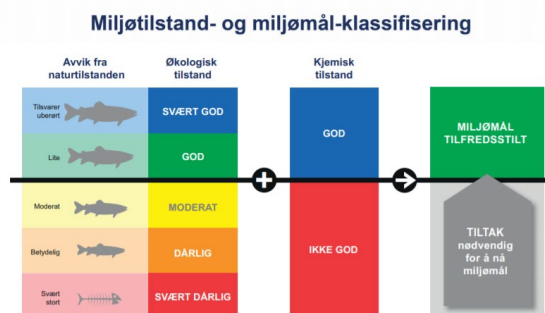 Miljøtilstand- og miljømål-klassifisering
Avvik fra
naturtilstanden
Økologisk
tilstand
Kjemisk
tilstand
Tilsvarer
uberørt
SVÆRT GOD
Lite
GOD
GOD
MILJØMÅL
TILFREDSSTILT
Moderat
MODERAT
Betydelig
DÅRLIG
IKKE GOD
TILTAK
nødvendig
for å nå
miljømål
Svært
stort
SVÆRT DÅRLIG